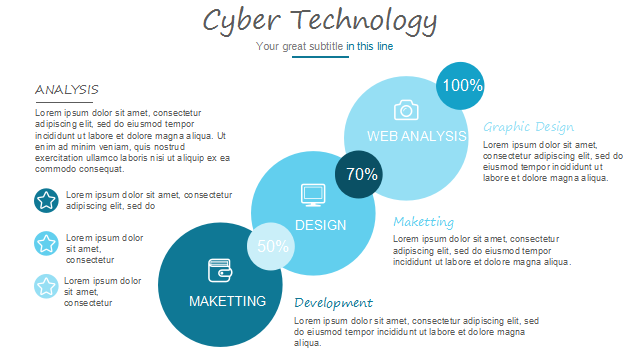 Cyber Technology
Your great subtitle in this line
ANALYSIS
Lorem ipsum dolor sit amet, consectetur
adipiscing elit, sed do eiusmod tempor
incididunt ut labore et dolore magna aliqua. Ut
enim ad minim veniam, quis nostrud
exercitation ullamco laboris nisi ut aliquip ex ea
commodo consequat.
Lorem ipsum dolor sit amet, consectetur
adipiscing elit, sed do
Lorem ipsum dolor
sit amet,
consectetur
Lorem ipsum dolor
sit amet,
consectetur
100%
WEB ANALYSIS
70%
DESIGN
50%
MAKETTING
Graphic Design
Lorem ipsum dolor sit amet,
consectetur adipiscing elit, sed do
eiusmod tempor incididunt ut
labore et dolore magna aliqua.
Maketting
Lorem ipsum dolor sit amet, consectetur
adipiscing elit, sed do eiusmod tempor
incididunt ut labore et dolore magna aliqua.
Development
Lorem ipsum dolor sit amet, consectetur adipiscing elit, sed
do eiusmod tempor incididunt ut labore et dolore magna
aliqua.